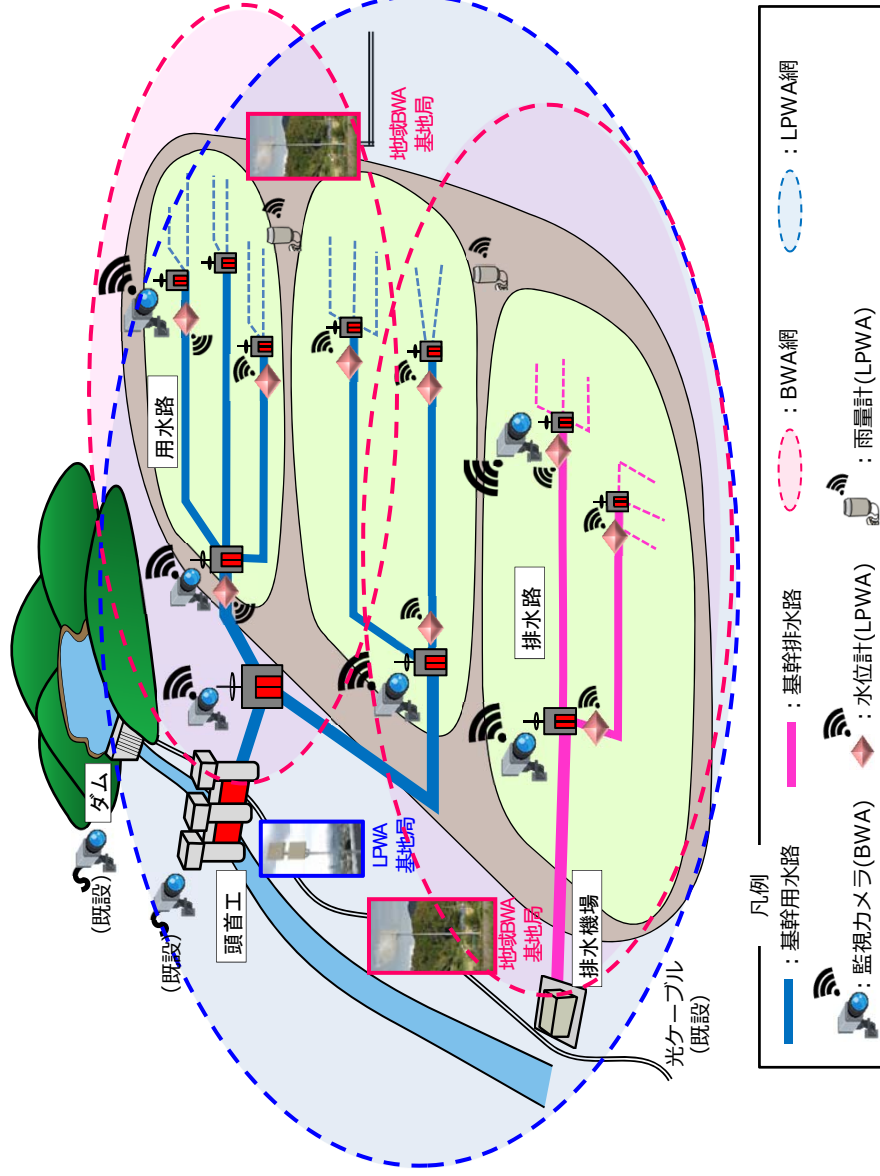 ダム
(既設)
(既設)
頭首工
用水路
地域BWA
基地局
LPWA
基地局
地域BWA
基地局
排水路
排水機場
光ケーブル
(既設)
凡例
：基幹用水路
：基幹排水路
：BWA網
：LPWA網
：監視カメラ(BWA)
：水位計(LPWA)
：雨量計(LPWA)